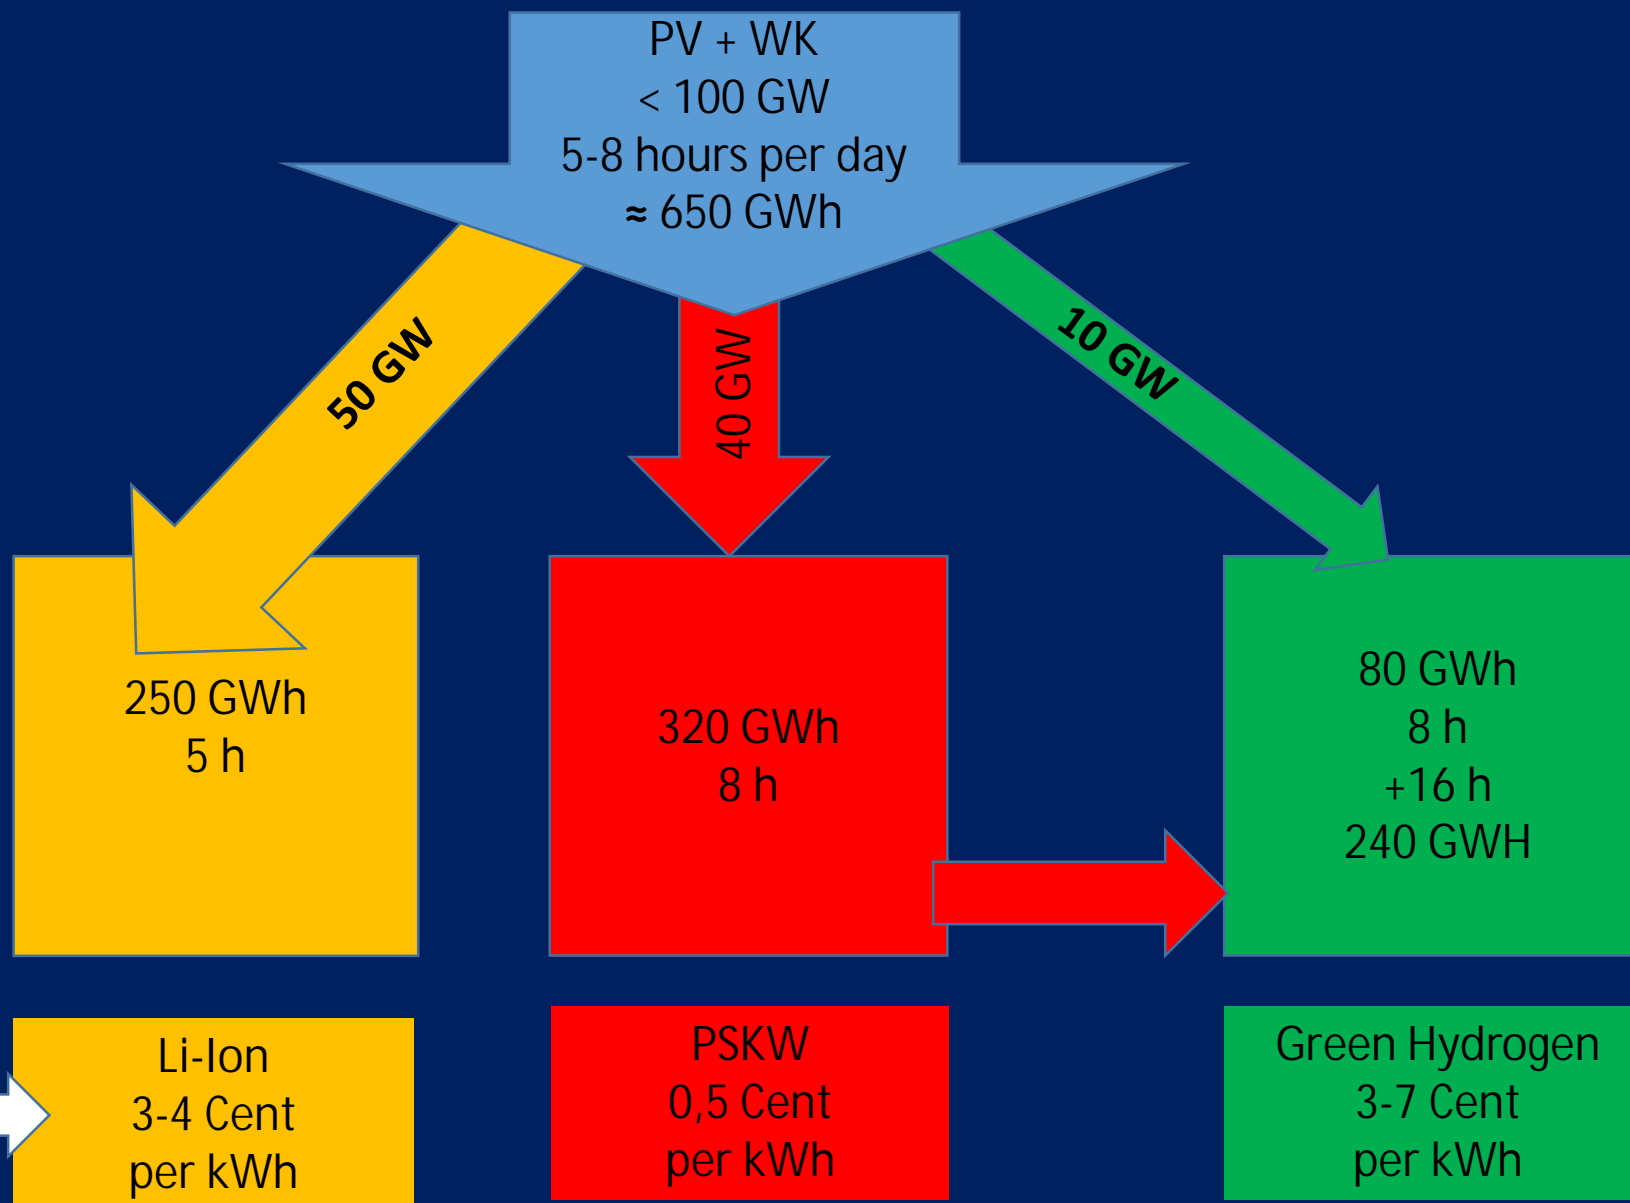 PV + WK
< 100 GW
5-8 hours per day
≈ 650 GWh
50 GW
40 GW
10 GW
250 GWh
5 h
320 GWh
8 h
80 GWh
8 h
+16 h
240 GWH
Li-Ion
3-4 Cent
per kWh
PSKW
0,5 Cent
per kWh
Green Hydrogen
3-7 Cent
per kWh